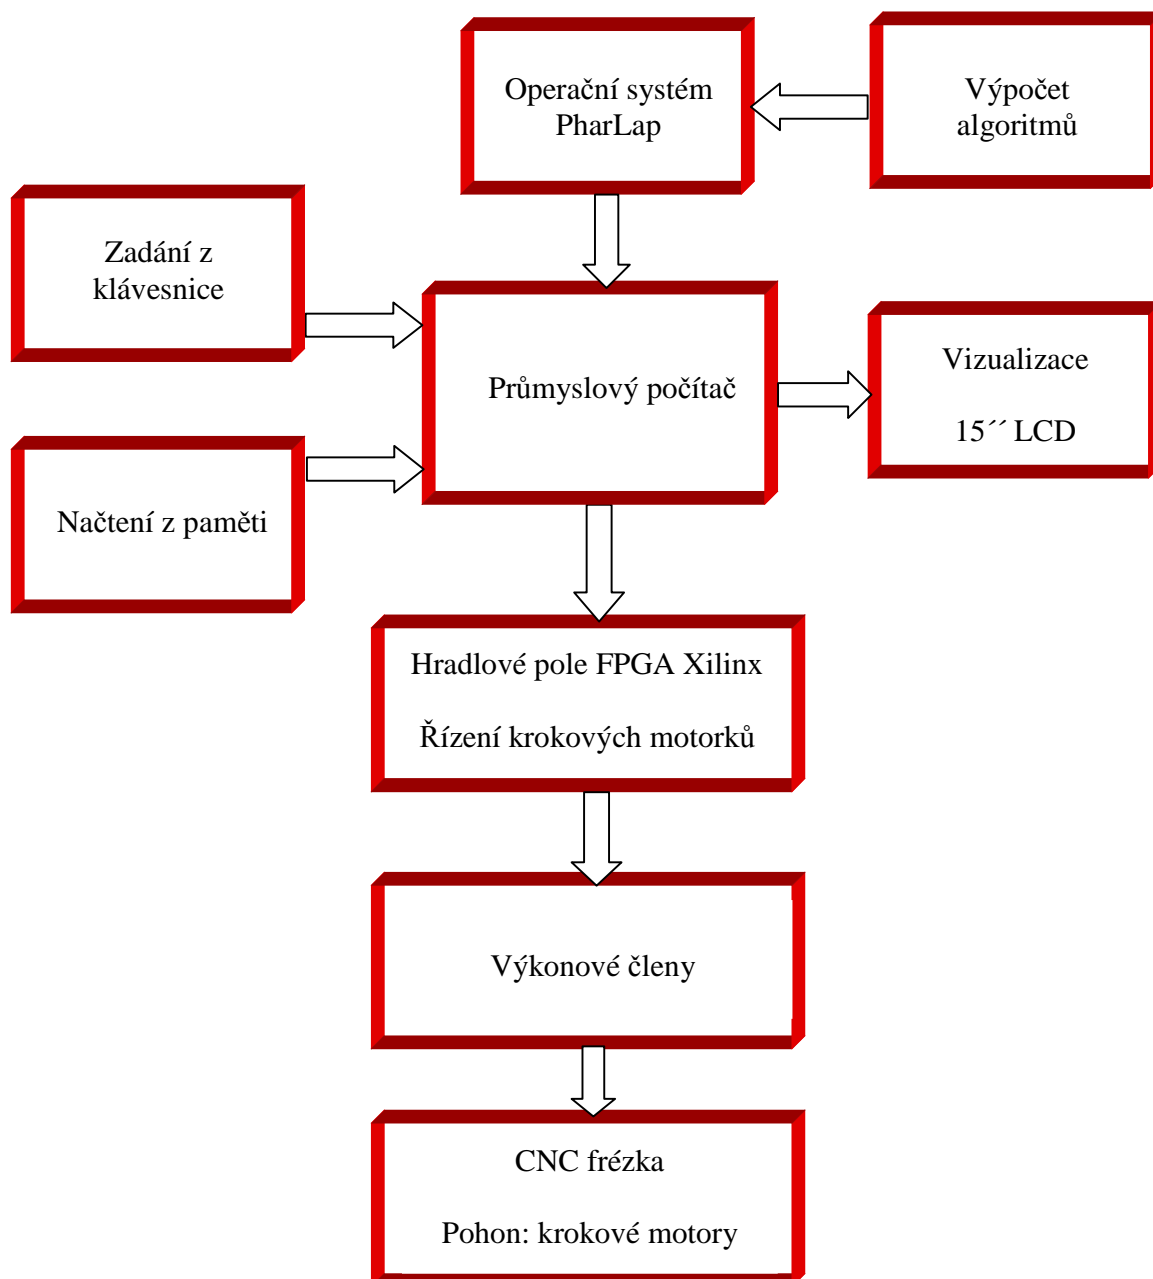 Operační systém
PharLap
Výpočet
algoritmů
Zadání z
klávesnice
Průmyslový počítač
Vizualizace
15´´ LCD
Načtení z paměti
Hradlové pole FPGA Xilinx
Řízení krokových motorků
Výkonové členy
CNC frézka
Pohon: krokové motory